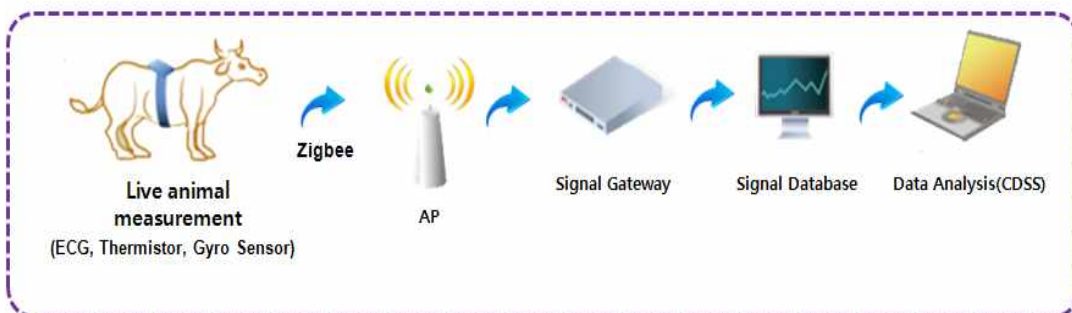 Live animal
measurement
(ECG, Thermistor, Gyro Sensor)
Zigbee
AP
Signal Gateway
Signal Database
Data Analysis(CDSS)